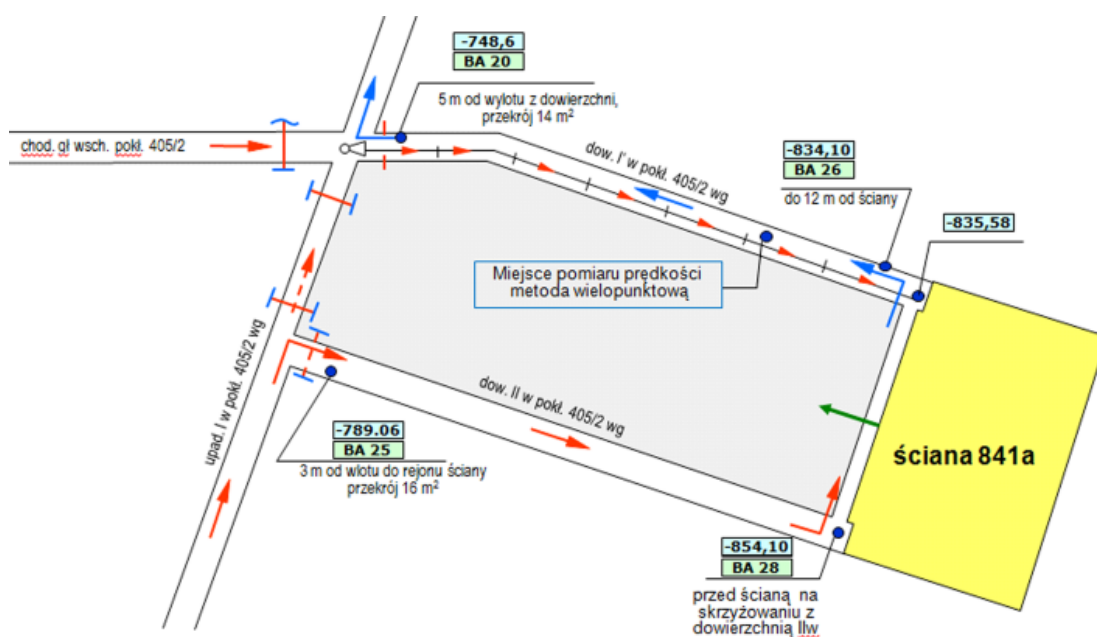 -748,6
BA 20
5 m od wylotu z dowierzchni,
przekrój 14 m²
chod. gł wsch. pokł. 405/2
dow. I' w pokł. 405/2 wg
-834,10
BA 26
do 12 m od ściany
-835,58
Miejsce pomiaru prędkości
metoda wielopunktową
upad. I w pokł. 405/2 wg
dow. II w pokł. 405/2 wg
-789.06
BA 25
3 m od wlotu do rejonu ściany
przekrój 16 m²
ściana 841a
-854,10
BA 28
przed ścianą na
skrzyżowaniu z
dowierzchnią IIw